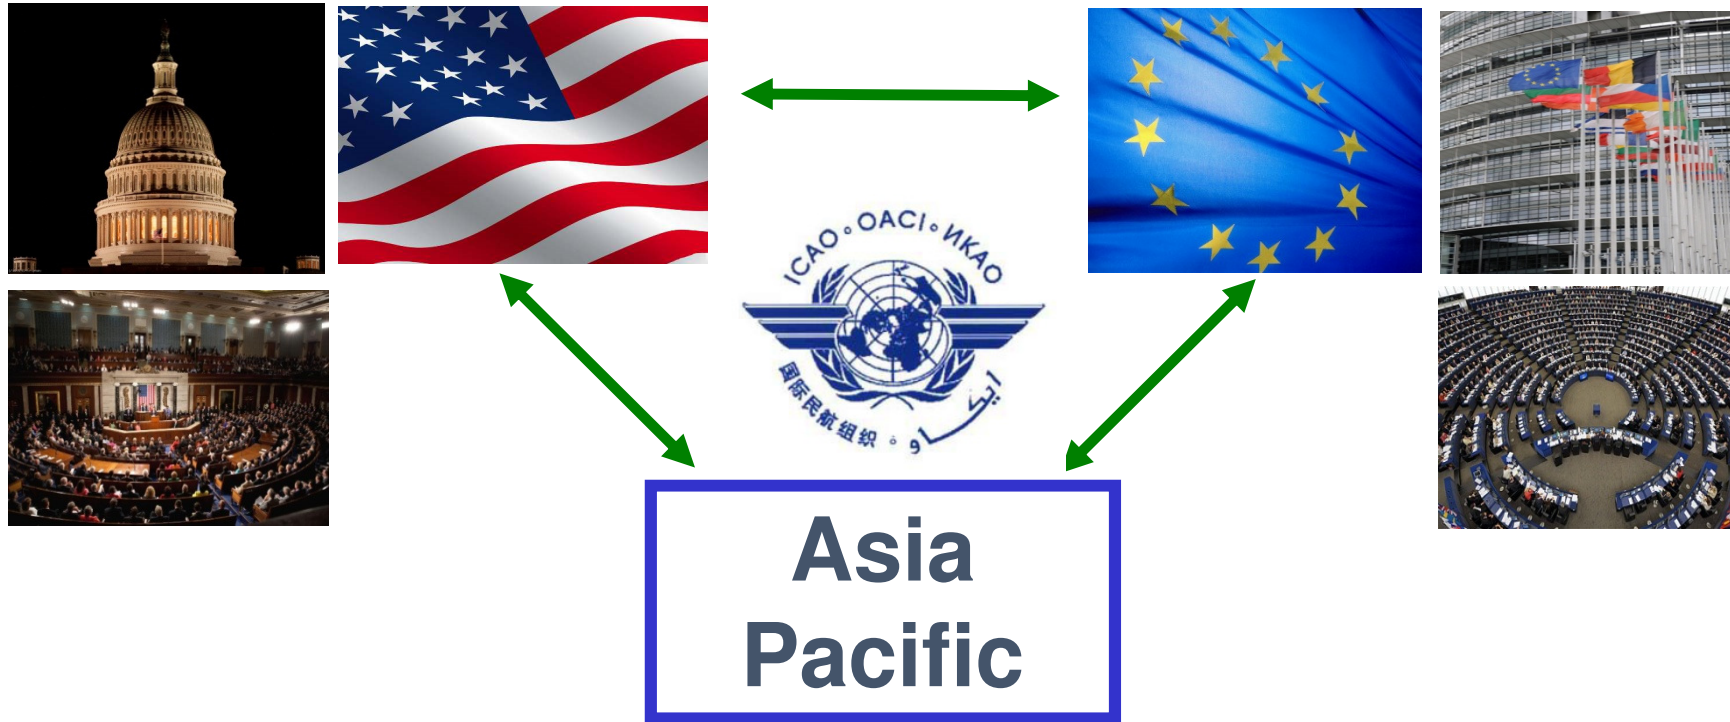 ICAO ∘ OACI ∘ ИКАО
国际民航组织 ∘ ايكاو
Asia
Pacific